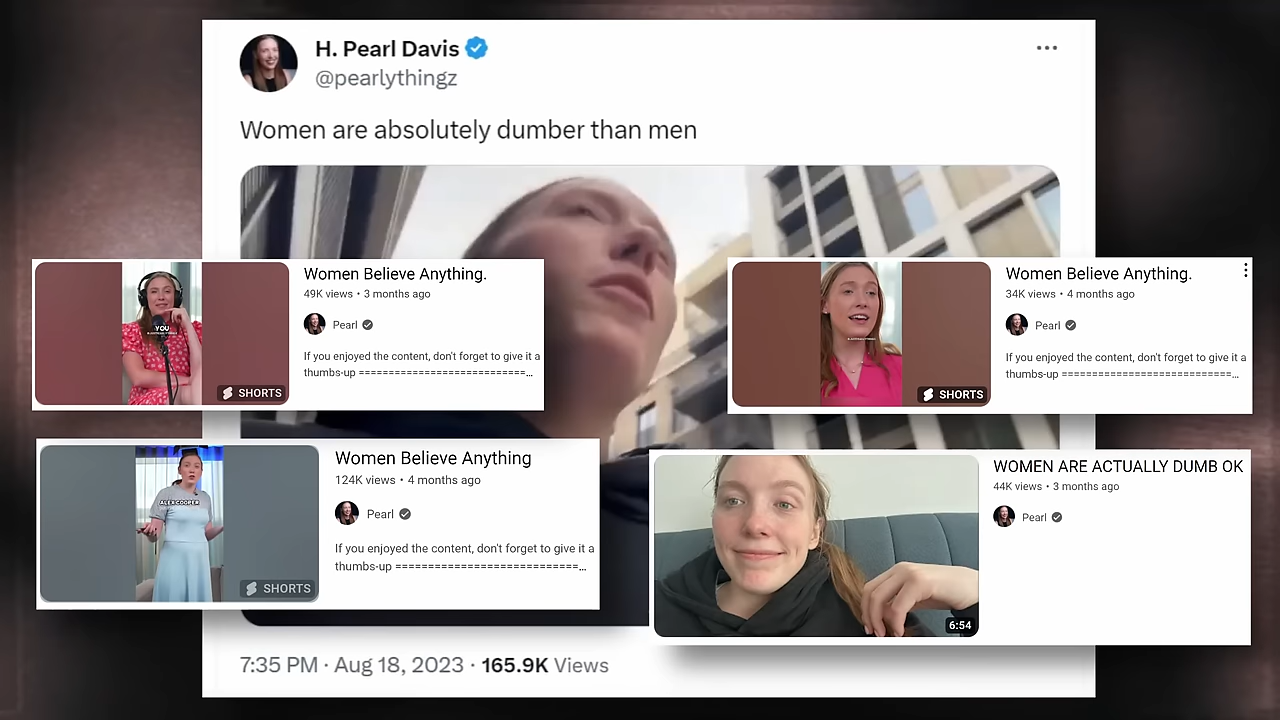 H. Pearl Davis
@pearlythingz
Women are absolutely dumber than men
Women Believe Anything.
49K views • 3 months ago
Pearl
If you enjoyed the content, don't forget to give it a
thumbs-up ===========================...
YOU
SHORTS
Women Believe Anything.
34K views • 4 months ago
Pearl
If you enjoyed the content, don't forget to give it a
thumbs-up ===========================...
SHORTS
Women Believe Anything
124K views • 4 months ago
Pearl
If you enjoyed the content, don't forget to give it a
thumbs-up ============================...
ALEX COOPER
SHORTS
WOMEN ARE ACTUALLY DUMB OK
44K views • 3 months ago
Pearl
6:54
7:35 PM · Aug 18, 2023 · 165.9K Views